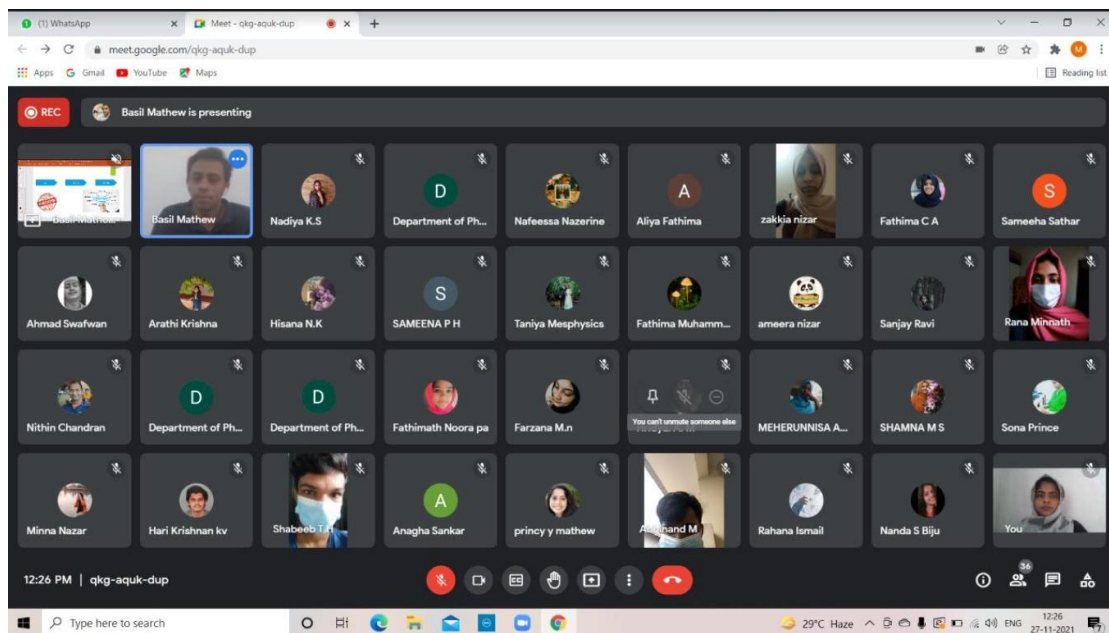 (1) WhatsApp
Meet - qkg-aquk-dup
meet.google.com/qkg-aquk-dup
M
Apps Gmail YouTube Maps Reading list
REC Basil Mathew is presenting
Basil Mathew Nadiya K.S Department of Ph... Nafeessa Nazerine Aliya Fathima zakkia nizar Fathima C A Sameeha Sathar
D A S
Ahmad Swafwan Arathi Krishna Hisana N.K SAMEENA P H Taniya Mesphysics Fathima Muhamm... ameera nizar Sanjay Ravi Rana Minnath
S
You can't unmute someone else
Nithin Chandran Department of Ph... Department of Ph... Fathimath Noora pa Farzana M.n MEHERUNNISA A... SHAMNA M S Sona Prince
D D
Minna Nazar Hari Krishnan kv Shabeeb T.H Anagha Sankar princy y mathew Rahana Ismail Nanda S Biju You
A
12:26 PM | qkg-aquk-dup
CC
36
Type here to search 29°C Haze ENG 12:26
27-11-2021